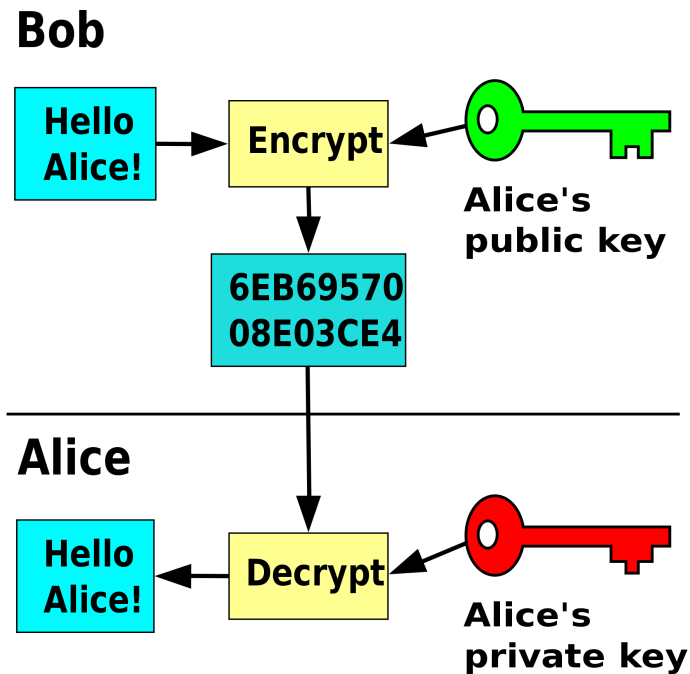 Bob
Hello
Alice!
Encrypt
Alice's
public key
6EB69570
08E03CE4
Alice
Hello
Alice!
Decrypt
Alice's
private key